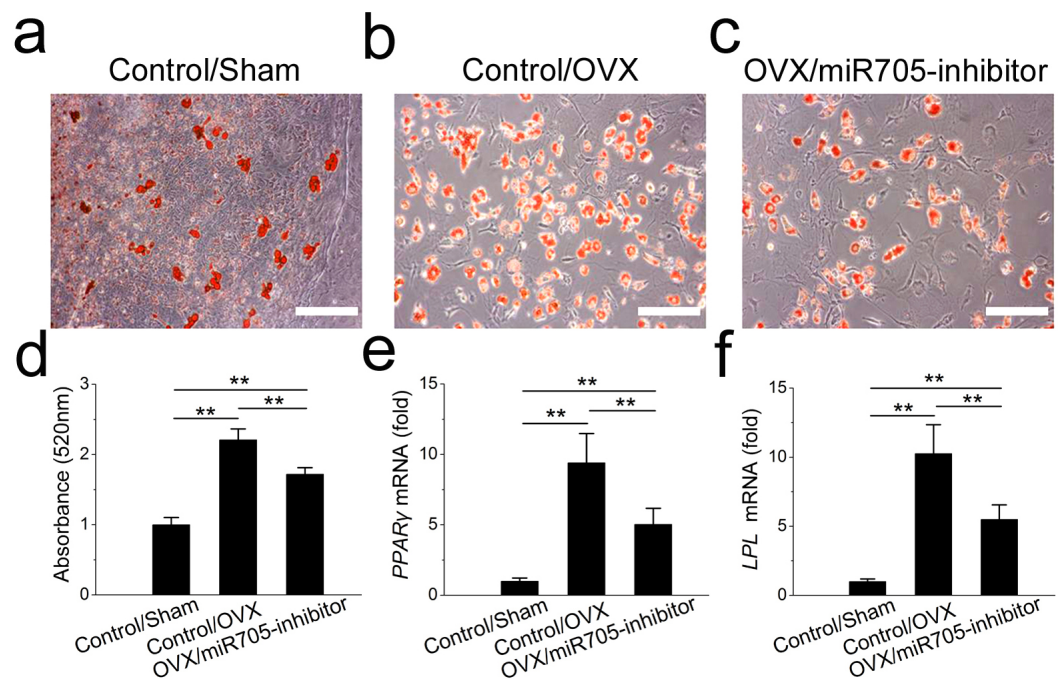 a
Control/Sham
b
Control/OVX
c
OVX/miR705-inhibitor
d
Absorbance (520nm)
3
2
1
0
**
**
**
Control/Sham
Control/OVX
OVX/miR705-inhibitor
e
PPARγ mRNA (fold)
15
10
5
0
**
**
**
Control/Sham
Control/OVX
OVX/miR705-inhibitor
f
LPL mRNA (fold)
15
10
5
0
**
**
**
Control/Sham
Control/OVX
OVX/miR705-inhibitor